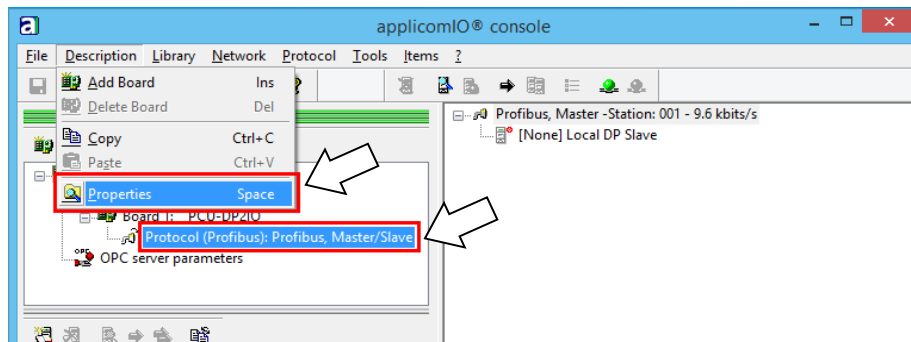 a applicomIO® console
File Description Library Network Protocol Tools Items ?
Add Board Ins
Delete Board Del
Copy Ctrl+C
Paste Ctrl+V
Properties Space
Board 1: PCU-DP2IO
Protocol (Profibus): Profibus, Master/Slave
OPC server parameters
Profibus, Master -Station: 001 - 9.6 kbits/s
[None] Local DP Slave